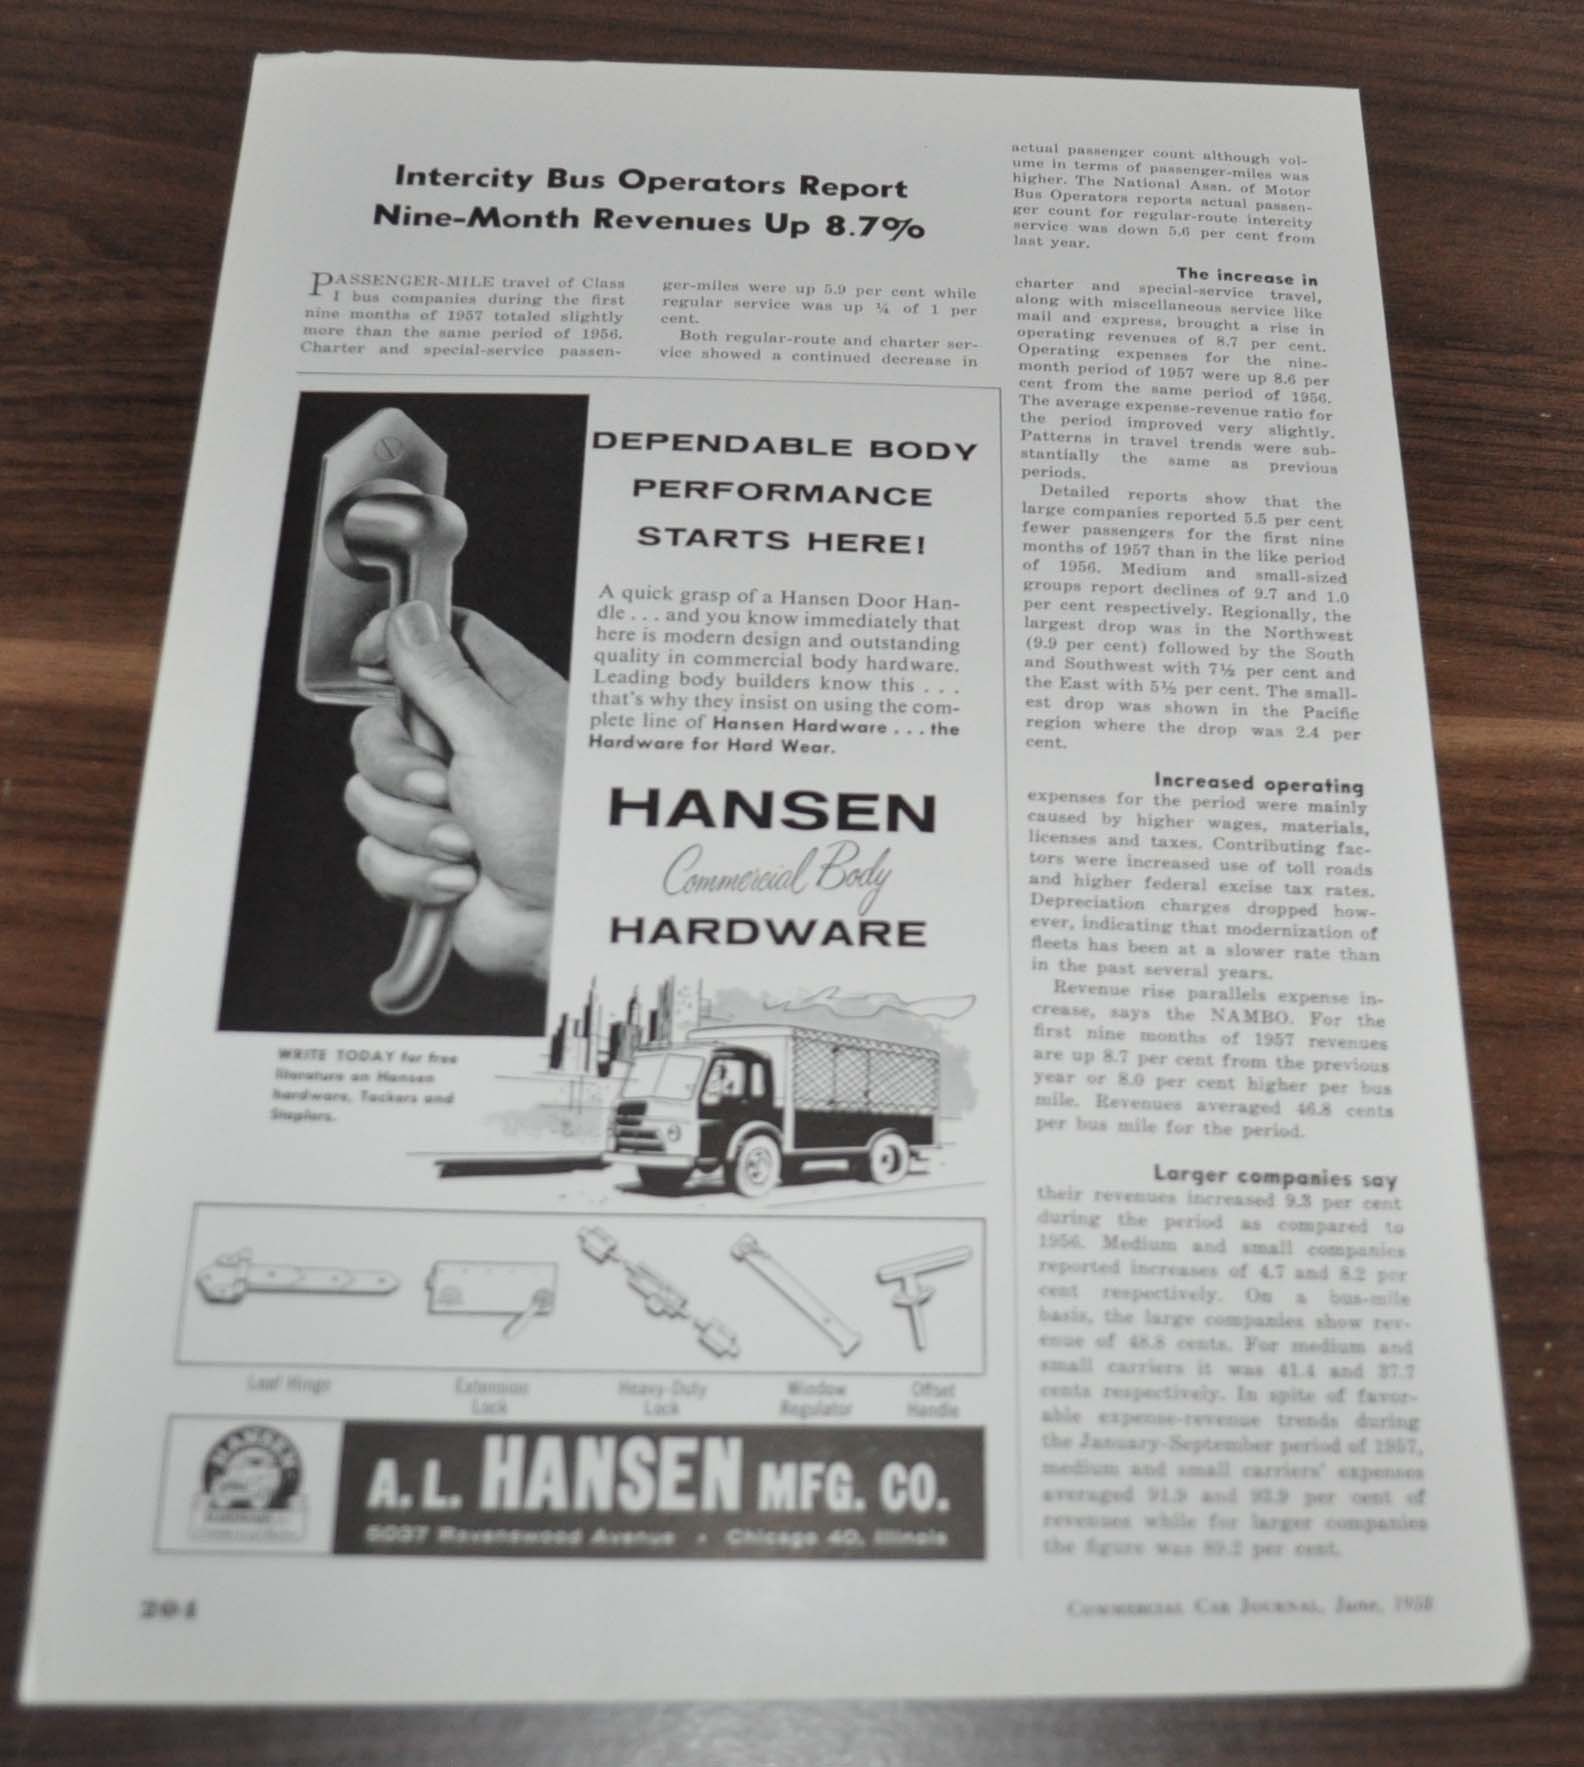 Intercity Bus Operators Report
Nine-Month Revenues Up 8.7%
PASSENGER-MILE travel of Class
I bus companies during the first
nine months of 1957 totaled slightly
more than the same period of 1956.
Charter and special-service passen-
ger-miles were up 5.9 per cent while
regular service was up ¼ of 1 per
cent.
Both regular-route and charter ser-
vice showed a continued decrease in
actual passenger count although vol-
ume in terms of passenger-miles was
higher. The National Assn. of Motor
Bus Operators reports actual passen-
ger count for regular-route intercity
service was down 5.6 per cent from
last year.
The increase in
charter and special-service travel,
along with miscellaneous service like
mail and express, brought a rise in
operating revenues of 8.7 per cent.
Operating expenses for the nine-
month period of 1957 were up 8.6 per
cent from the same period of 1956.
The average expense-revenue ratio for
the period improved very slightly.
Patterns in travel trends were sub-
stantially the same as previous
periods.
Detailed reports show that the
large companies reported 5.5 per cent
fewer passengers for the first nine
months of 1957 than in the like period
of 1956. Medium and small-sized
groups report declines of 9.7 and 1.0
per cent respectively. Regionally, the
largest drop was in the Northwest
(9.9 per cent) followed by the South
and Southwest with 7½ per cent and
the East with 5½ per cent. The small-
est drop was shown in the Pacific
region where the drop was 2.4 per
cent.
Increased operating
expenses for the period were mainly
caused by higher wages, materials,
licenses and taxes. Contributing fac-
tors were increased use of toll roads
and higher federal excise tax rates.
Depreciation charges dropped how-
ever, indicating that modernization of
fleets has been at a slower rate than
in the past several years.
Revenue rise parallels expense in-
crease, says the NAMBO. For the
first nine months of 1957 revenues
are up 8.7 per cent from the previous
year or 8.0 per cent higher per bus
mile. Revenues averaged 46.8 cents
per bus mile for the period.
Larger companies say
their revenues increased 9.3 per cent
during the period as compared to
1956. Medium and small companies
reported increases of 4.7 and 8.2 per
cent respectively. On a bus-mile
basis, the large companies show rev-
enue of 48.8 cents. For medium and
small carriers it was 41.4 and 37.7
cents respectively. In spite of favor-
able expense-revenue trends during
the January-September period of 1957,
medium and small carriers' expenses
averaged 91.9 and 93.9 per cent of
revenues while for larger companies
the figure was 89.2 per cent.
DEPENDABLE BODY
PERFORMANCE
STARTS HERE!
A quick grasp of a Hansen Door Han-
dle . . . and you know immediately that
here is modern design and outstanding
quality in commercial body hardware.
Leading body builders know this . . .
that's why they insist on using the com-
plete line of Hansen Hardware . . . the
Hardware for Hard Wear.
HANSEN
Commercial Body
HARDWARE
WRITE TODAY for free
literature on Hansen
hardware, Tackers and
Staplers.
Leaf Hinge
Extension
Lock
Heavy-Duty
Lock
Window
Regulator
Offset
Handle
HANSEN
A. L. HANSEN MFG. CO.
5037 Ravenswood Avenue • Chicago 40, Illinois
204
COMMERCIAL CAR JOURNAL, June, 1958